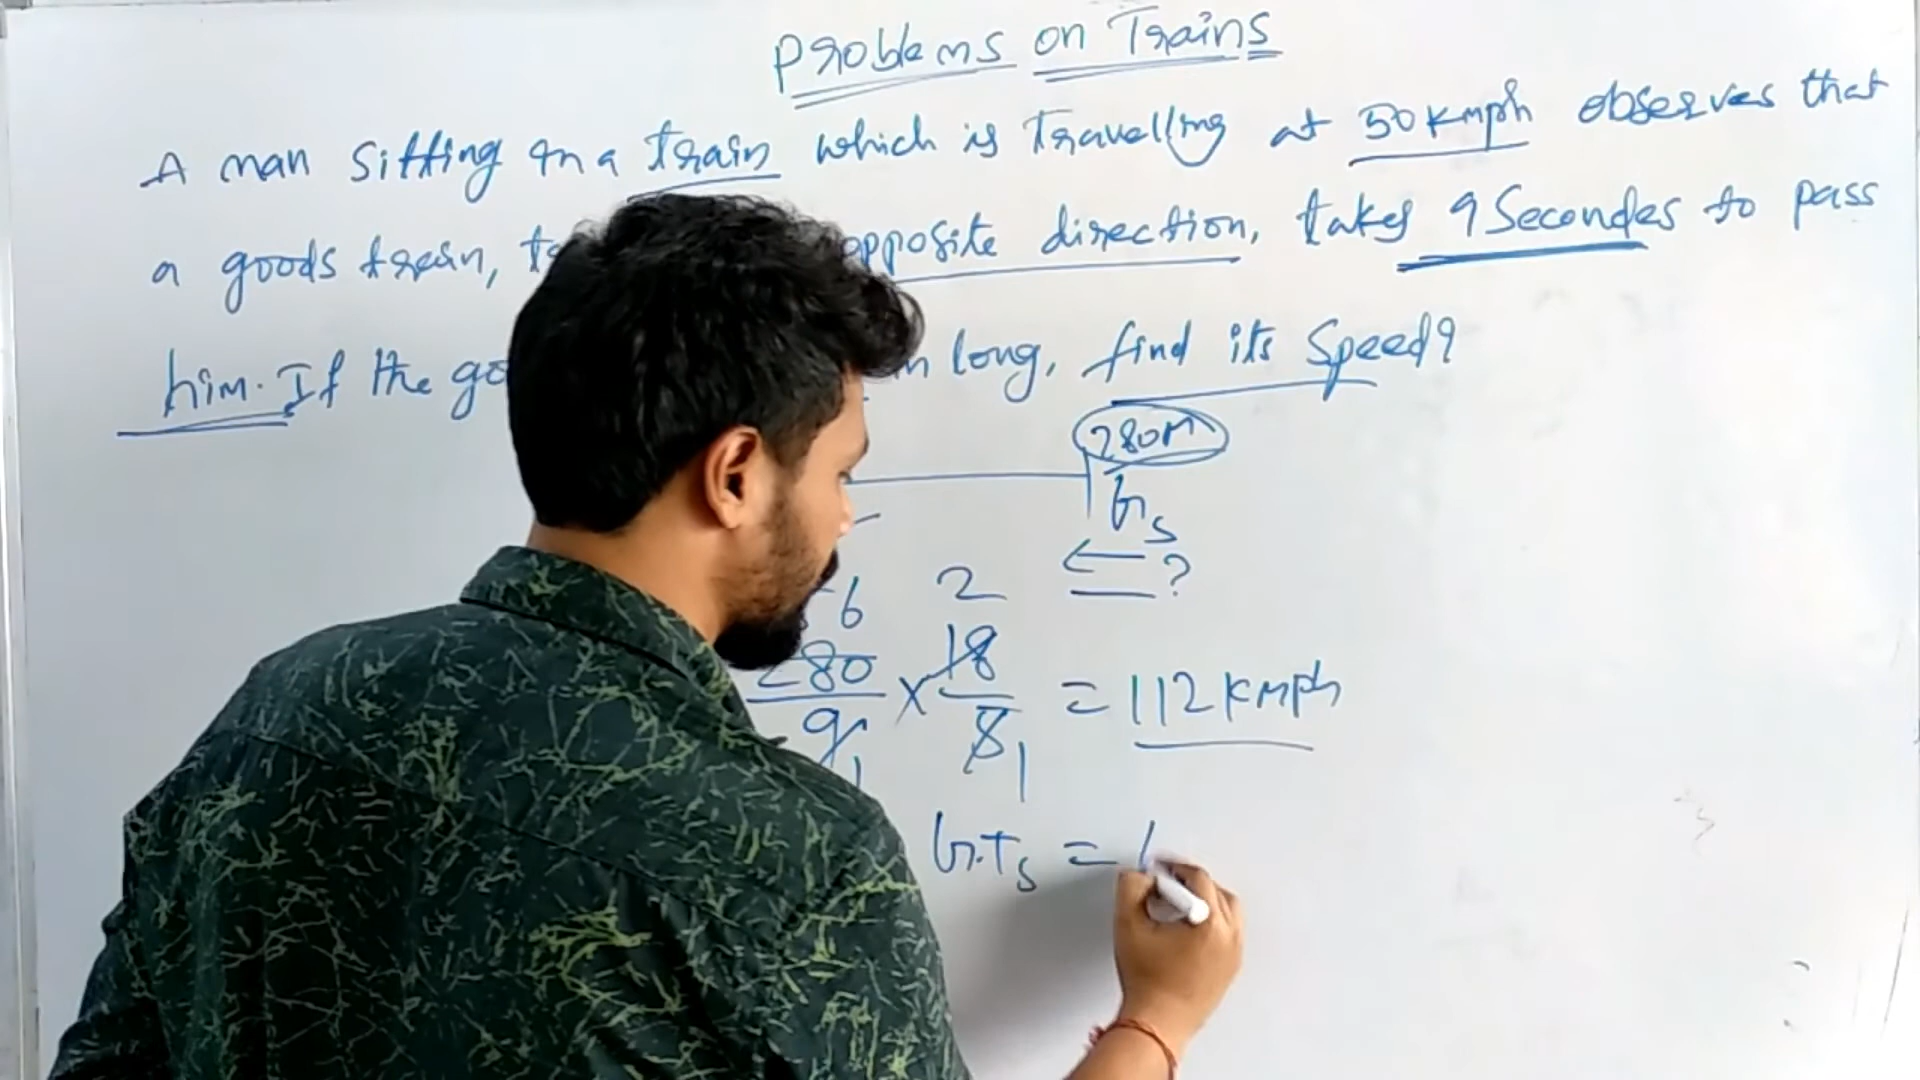 Problems on Trains
A man sitting in a train which is Travelling at 50 kmph observes that
a goods train, opposite direction, takes 9 Secondes to pass
him. If the long, find its speed?
280M
Gs
← ?
6 2
280 × 18 = 112 kmph
9 1 5 1
G.Ts =